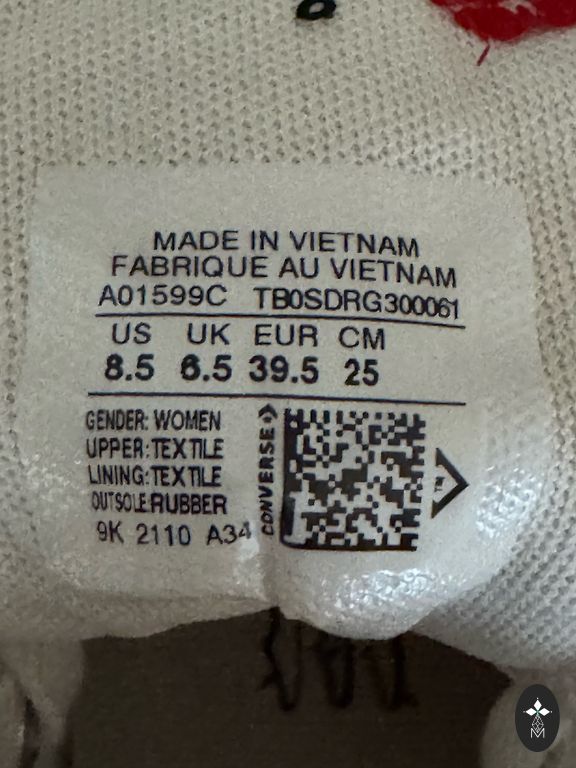 MADE IN VIETNAM
FABRIQUE AU VIETNAM
A01599C TB0SDRG300061
US UK EUR CM
8.5 6.5 39.5 25
GENDER: WOMEN
UPPER: TEXTILE
LINING: TEXTILE
OUTSOLE: RUBBER
9K 2110 A34
CONVERSE
TM
M